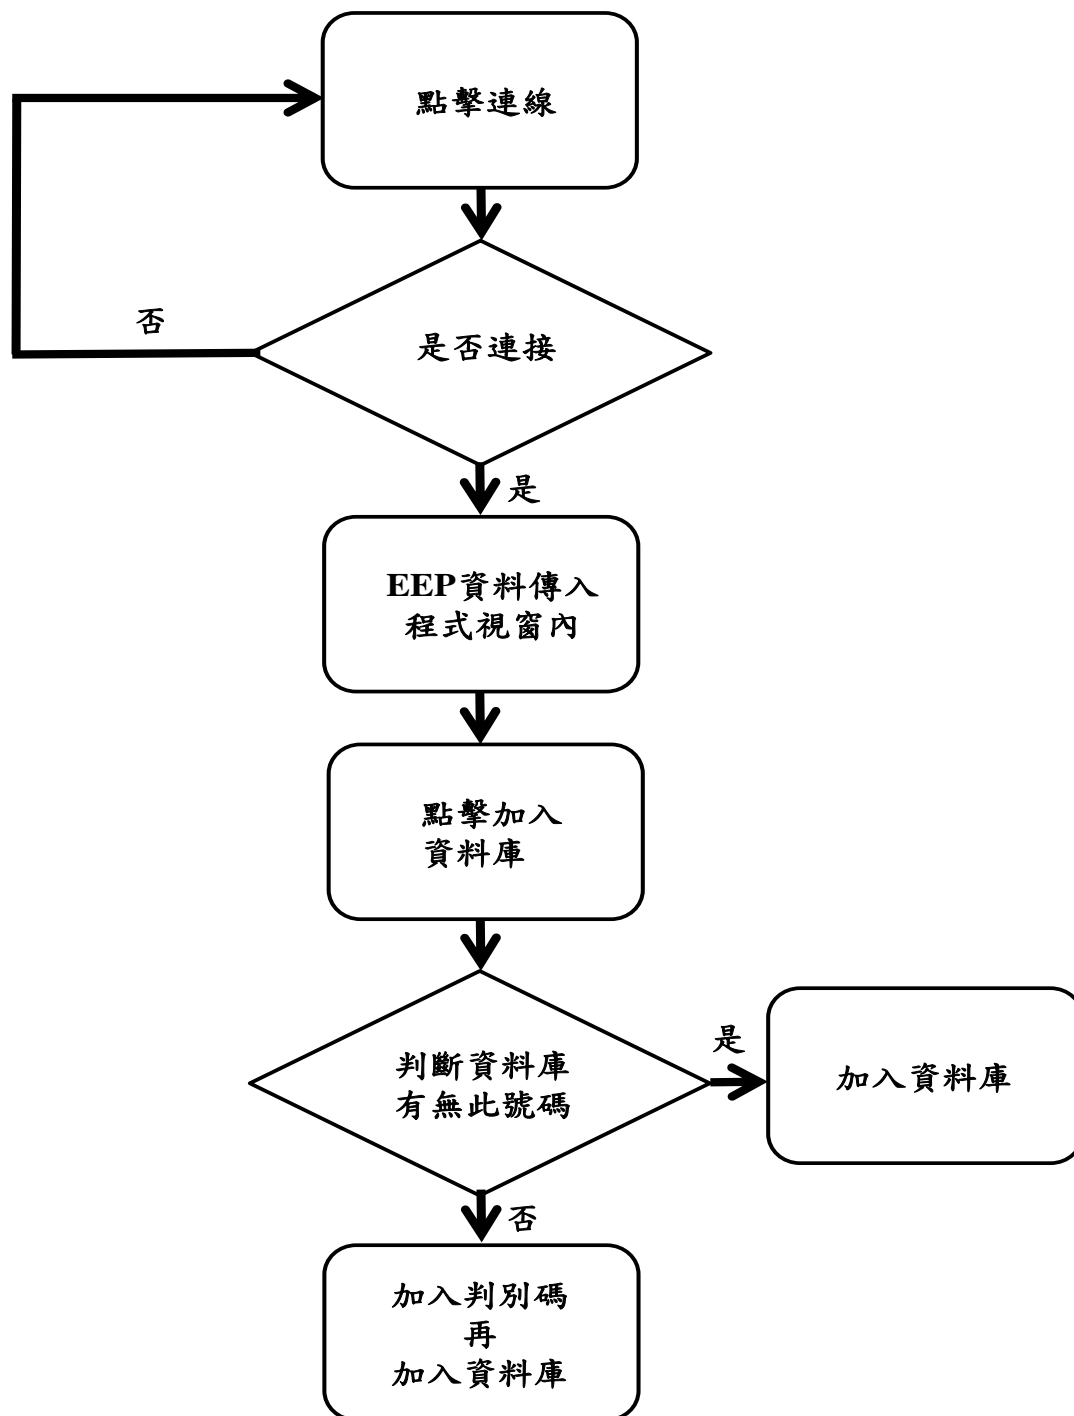 點擊連線
否
是否連接
是
EEP資料傳入
程式視窗內
點擊加入
資料庫
判斷資料庫
有無此號碼
是
加入資料庫
否
加入判別碼
再
加入資料庫